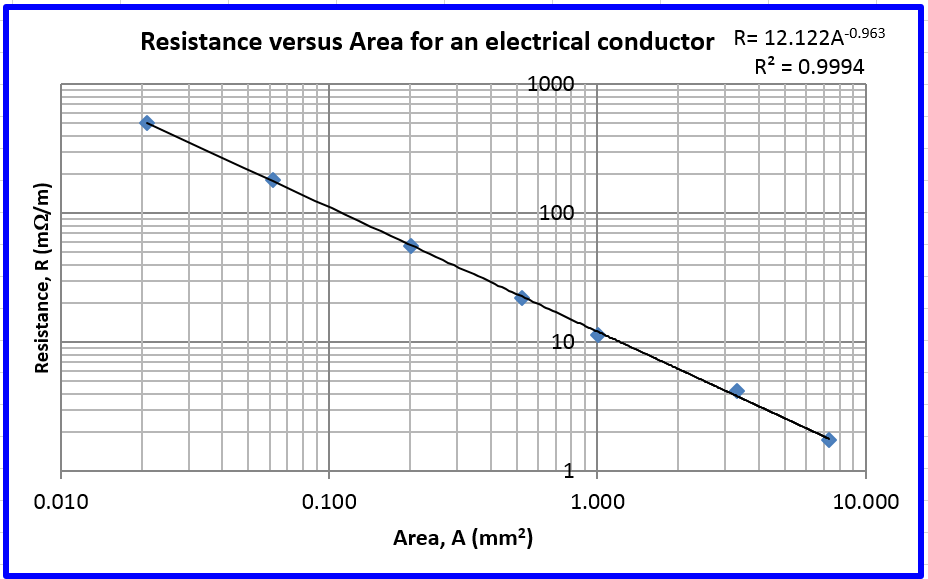 Resistance versus Area for an electrical conductor
R= 12.122A⁻⁰·⁹⁶³
R² = 0.9994
1000
100
10
1
Resistance, R (mΩ/m)
0.010 0.100 1.000 10.000
Area, A (mm²)